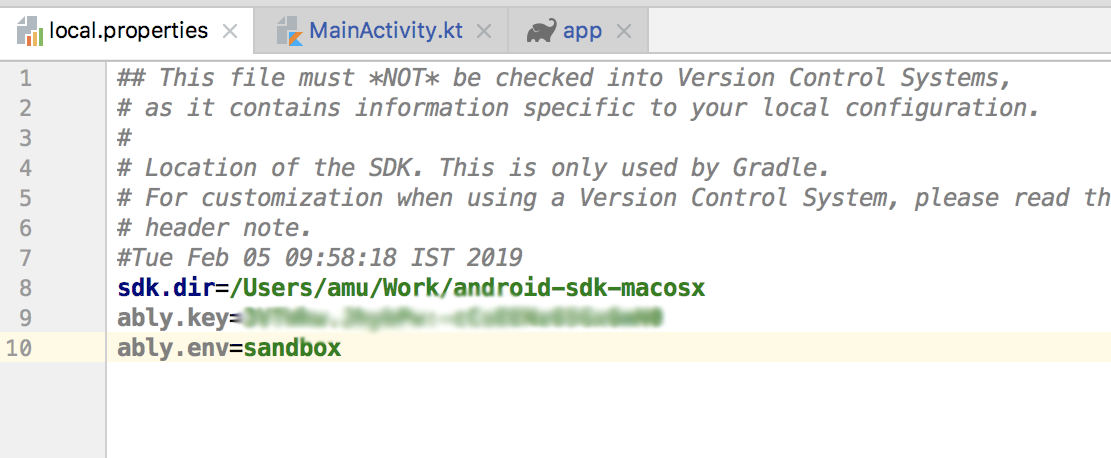 local.properties MainActivity.kt app
1 ## This file must *NOT* be checked into Version Control Systems,
2 # as it contains information specific to your local configuration.
3 #
4 # Location of the SDK. This is only used by Gradle.
5 # For customization when using a Version Control System, please read th
6 # header note.
7 #Tue Feb 05 09:58:18 IST 2019
8 sdk.dir=/Users/amu/Work/android-sdk-macosx
9 ably.key=
10 ably.env=sandbox